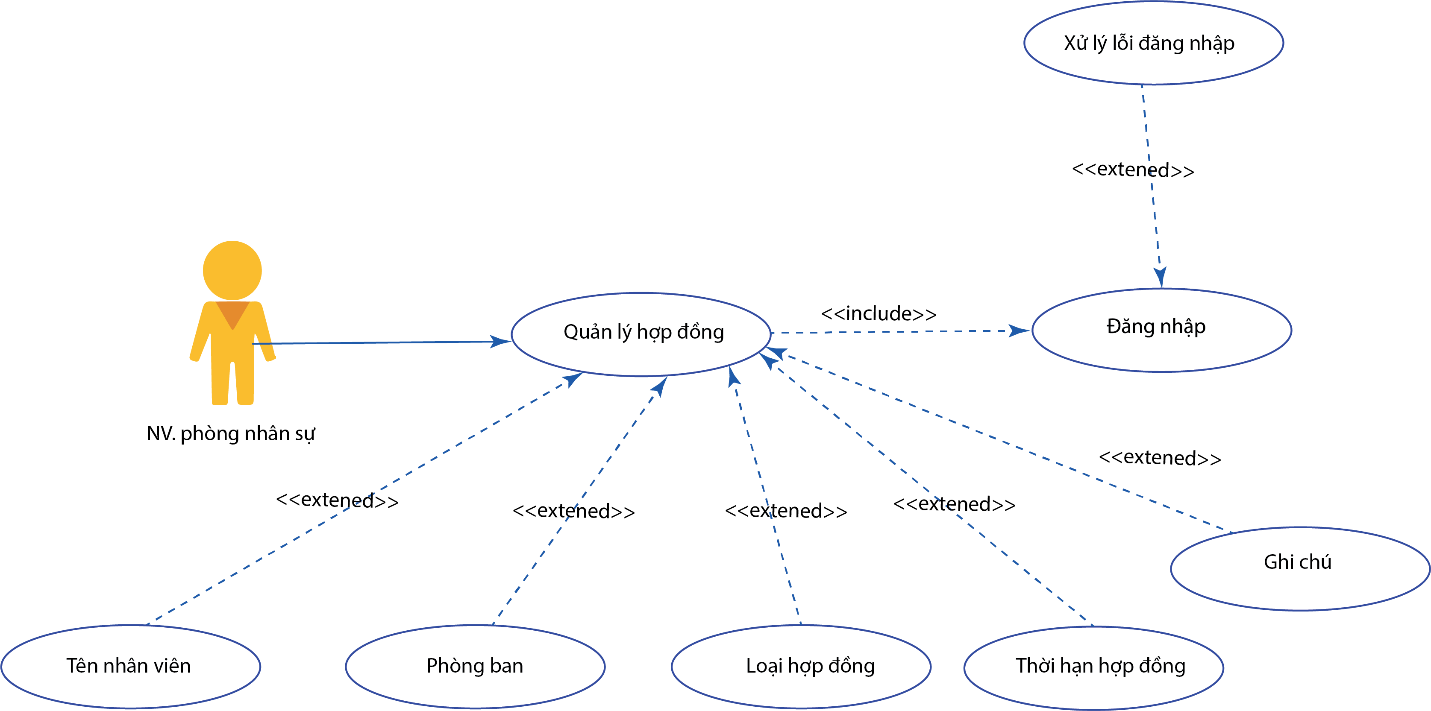 Xử lý lỗi đăng nhập
<<extened>>
<<include>>
Quản lý hợp đồng
Đăng nhập
NV. phòng nhân sự
<<extened>>
<<extened>>
<<extened>>
<<extened>>
<<extened>>
Ghi chú
Tên nhân viên
Phòng ban
Loại hợp đồng
Thời hạn hợp đồng